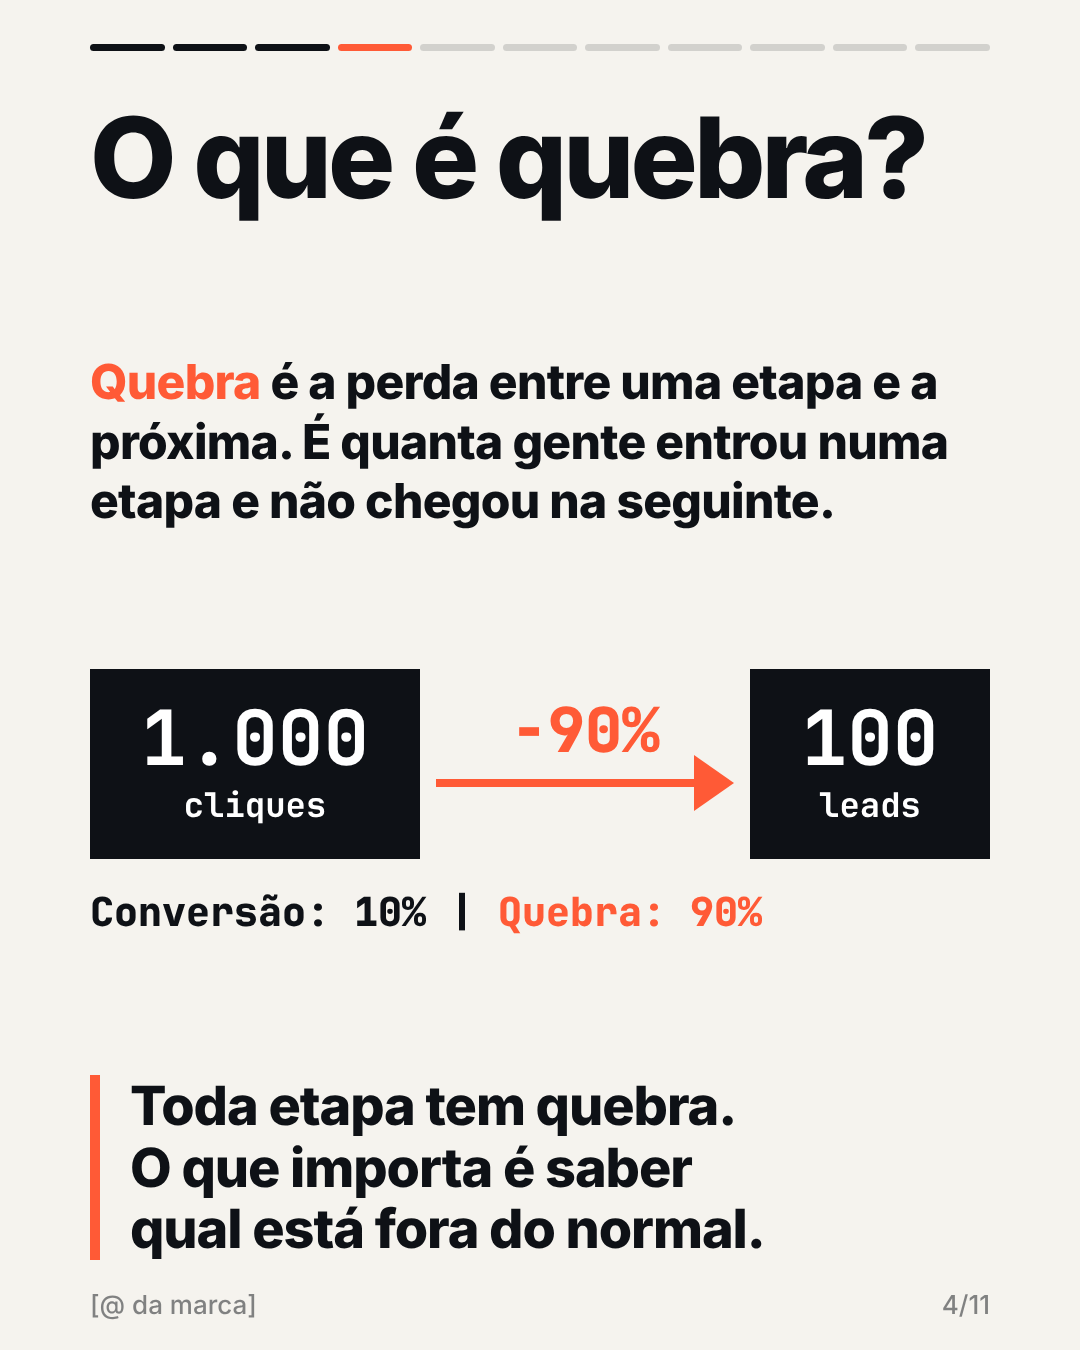 O que é quebra?
Quebra é a perda entre uma etapa e a
próxima. É quanta gente entrou numa
etapa e não chegou na seguinte.
1.000
cliques
-90%
100
leads
Conversão: 10% | Quebra: 90%
Toda etapa tem quebra.
O que importa é saber
qual está fora do normal.
[@ da marca]
4/11